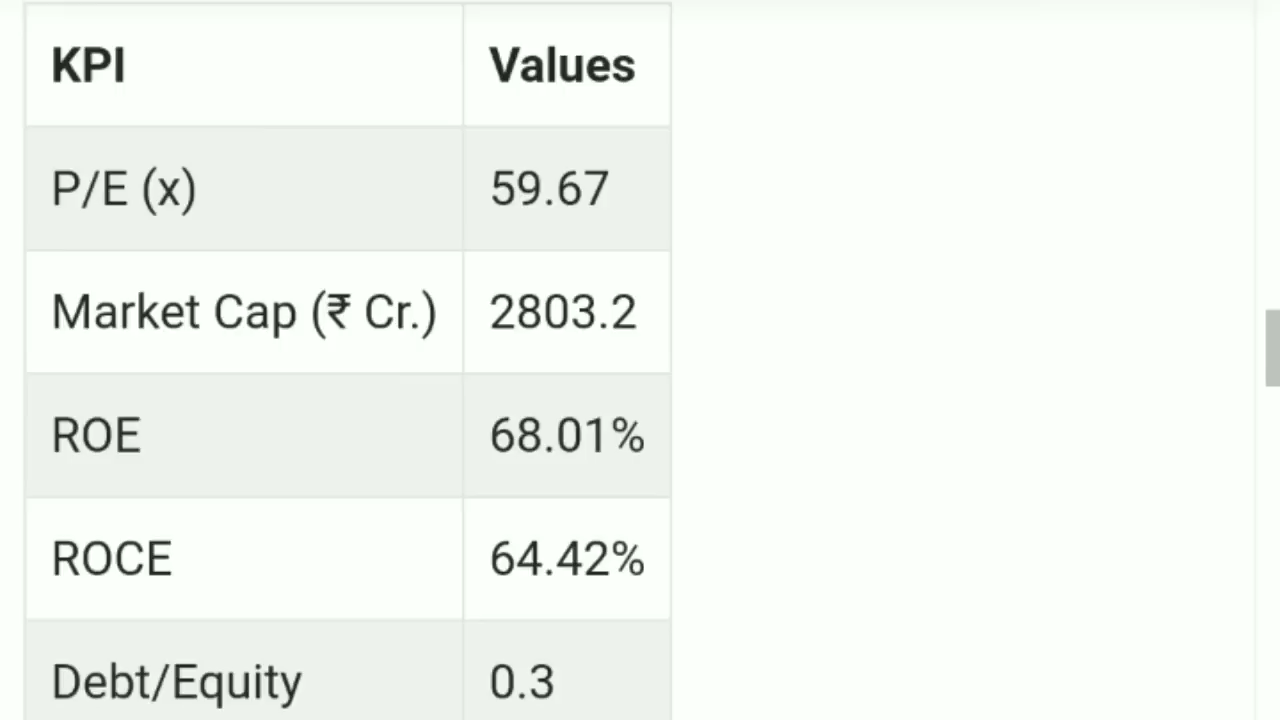 KPI Values
P/E (x) 59.67
Market Cap (₹ Cr.) 2803.2
ROE 68.01%
ROCE 64.42%
Debt/Equity 0.3